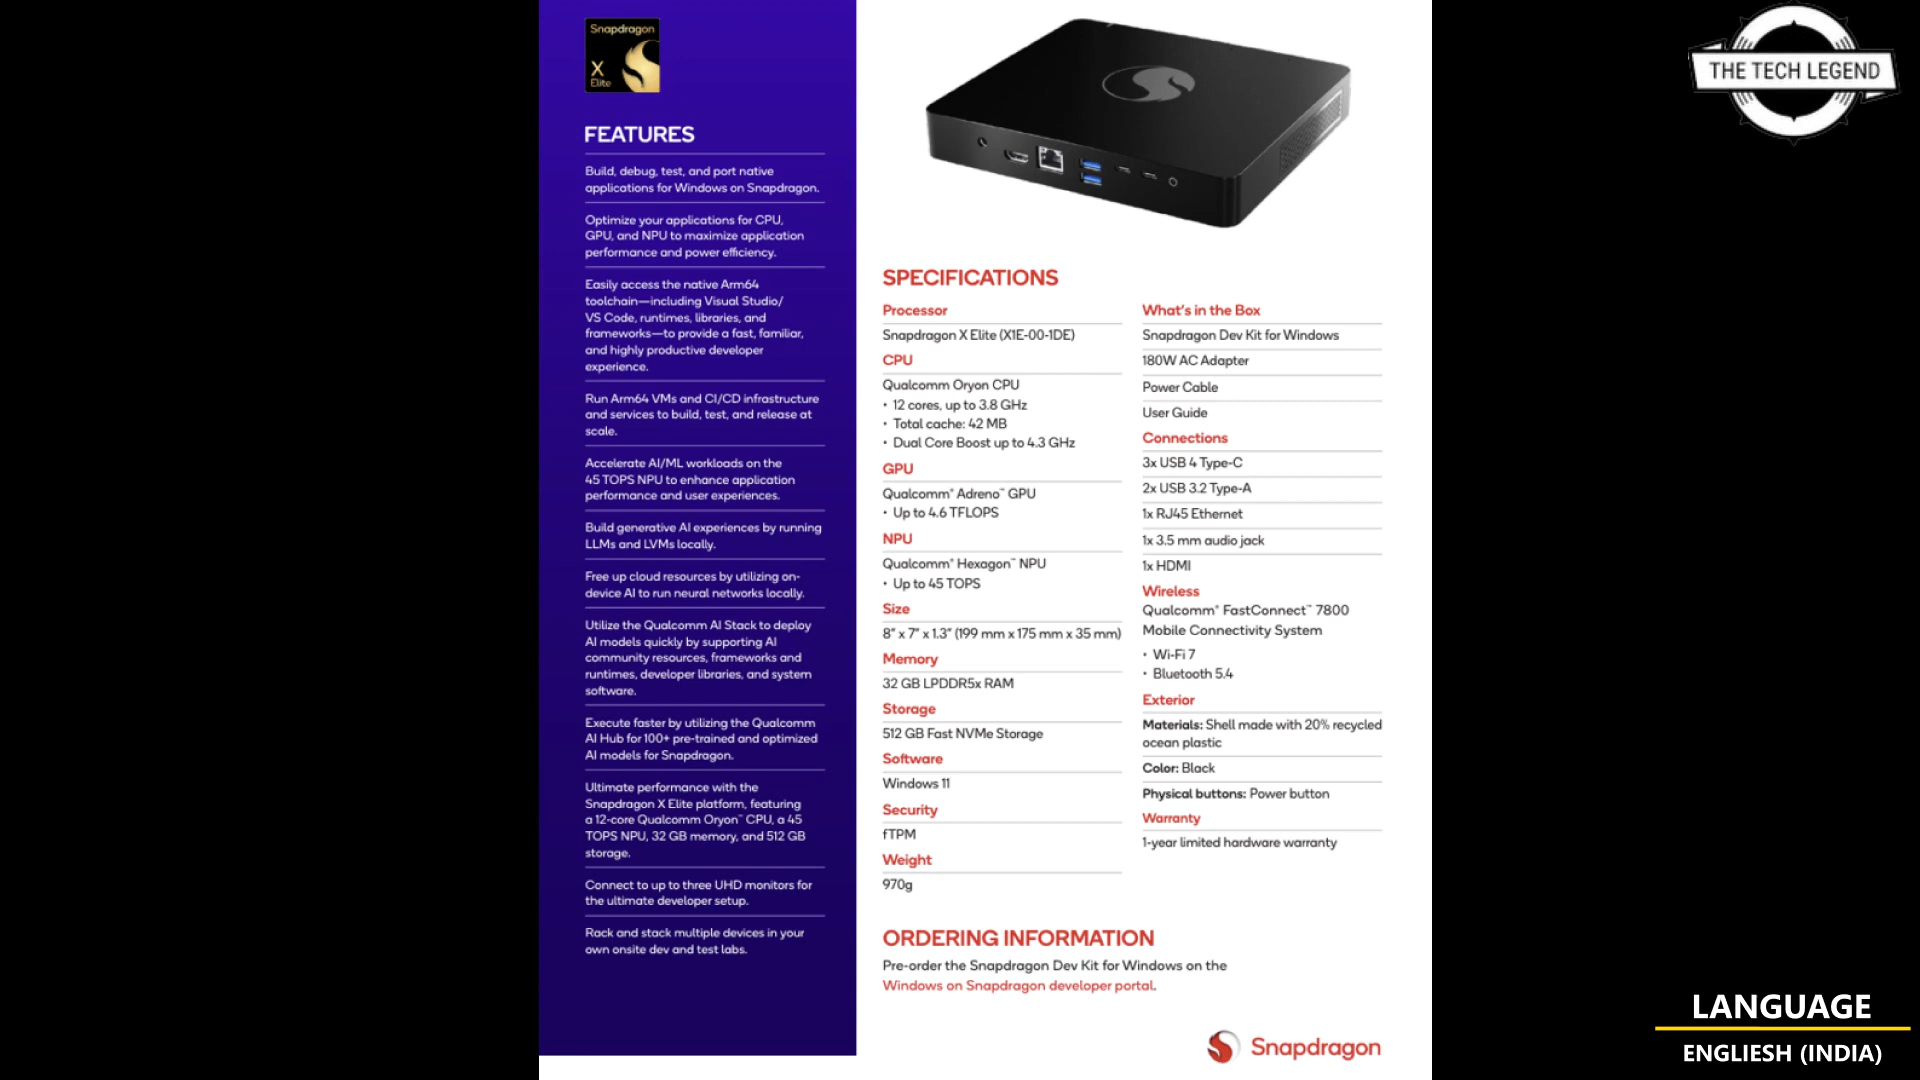 Snapdragon
X
Elite
FEATURES
Build, debug, test, and port native
applications for Windows on Snapdragon.
Optimize your applications for CPU,
GPU, and NPU to maximize application
performance and power efficiency.
Easily access the native Arm64
toolchain—including Visual Studio/
VS Code, runtimes, libraries, and
frameworks—to provide a fast, familiar,
and highly productive developer
experience.
Run Arm64 VMs and CI/CD infrastructure
and services to build, test, and release at
scale.
Accelerate AI/ML workloads on the
45 TOPS NPU to enhance application
performance and user experiences.
Build generative AI experiences by running
LLMs and LVMs locally.
Free up cloud resources by utilizing on-
device AI to run neural networks locally.
Utilize the Qualcomm AI Stack to deploy
AI models quickly by supporting AI
community resources, frameworks and
runtimes, developer libraries, and system
software.
Execute faster by utilizing the Qualcomm
AI Hub for 100+ pre-trained and optimized
AI models for Snapdragon.
Ultimate performance with the
Snapdragon X Elite platform, featuring
a 12-core Qualcomm Oryon™ CPU, a 45
TOPS NPU, 32 GB memory, and 512 GB
storage.
Connect to up to three UHD monitors for
the ultimate developer setup.
Rack and stack multiple devices in your
own onsite dev and test labs.
SPECIFICATIONS
Processor
Snapdragon X Elite (X1E-00-1DE)
CPU
Qualcomm Oryon CPU
• 12 cores, up to 3.8 GHz
• Total cache: 42 MB
• Dual Core Boost up to 4.3 GHz
GPU
Qualcomm® Adreno™ GPU
• Up to 4.6 TFLOPS
NPU
Qualcomm® Hexagon™ NPU
• Up to 45 TOPS
Size
8” x 7” x 1.3” (199 mm x 175 mm x 35 mm)
Memory
32 GB LPDDR5x RAM
Storage
512 GB Fast NVMe Storage
Software
Windows 11
Security
fTPM
Weight
970g
What's in the Box
Snapdragon Dev Kit for Windows
180W AC Adapter
Power Cable
User Guide
Connections
3x USB 4 Type-C
2x USB 3.2 Type-A
1x RJ45 Ethernet
1x 3.5 mm audio jack
1x HDMI
Wireless
Qualcomm® FastConnect™ 7800
Mobile Connectivity System
• Wi-Fi 7
• Bluetooth 5.4
Exterior
Materials: Shell made with 20% recycled
ocean plastic
Color: Black
Physical buttons: Power button
Warranty
1-year limited hardware warranty
ORDERING INFORMATION
Pre-order the Snapdragon Dev Kit for Windows on the
Windows on Snapdragon developer portal.
Snapdragon
THE TECH LEGEND
LANGUAGE
ENGLIESH (INDIA)